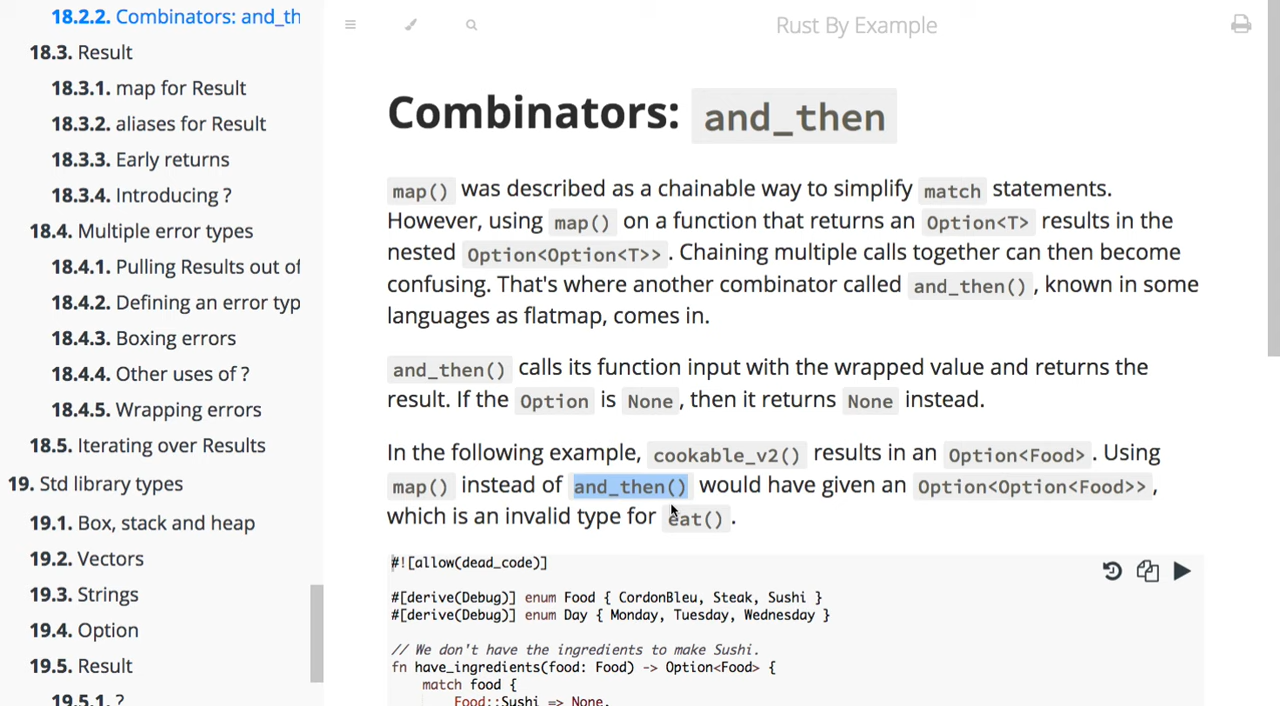 18.2.2. Combinators: and_th
18.3. Result
18.3.1. map for Result
18.3.2. aliases for Result
18.3.3. Early returns
18.3.4. Introducing ?
18.4. Multiple error types
18.4.1. Pulling Results out of
18.4.2. Defining an error typ
18.4.3. Boxing errors
18.4.4. Other uses of ?
18.4.5. Wrapping errors
18.5. Iterating over Results
19. Std library types
19.1. Box, stack and heap
19.2. Vectors
19.3. Strings
19.4. Option
19.5. Result
19.5.1. ?
Rust By Example
Combinators: and_then
map() was described as a chainable way to simplify match statements.
However, using map() on a function that returns an Option<T> results in the
nested Option<Option<T>>. Chaining multiple calls together can then become
confusing. That's where another combinator called and_then(), known in some
languages as flatmap, comes in.
and_then() calls its function input with the wrapped value and returns the
result. If the Option is None, then it returns None instead.
In the following example, cookable_v2() results in an Option<Food>. Using
map() instead of and_then() would have given an Option<Option<Food>>,
which is an invalid type for eat().
#![allow(dead_code)]
#[derive(Debug)] enum Food { CordonBleu, Steak, Sushi }
#[derive(Debug)] enum Day { Monday, Tuesday, Wednesday }
// We don't have the ingredients to make Sushi.
fn have_ingredients(food: Food) -> Option<Food> {
match food {
Food::Sushi => None,